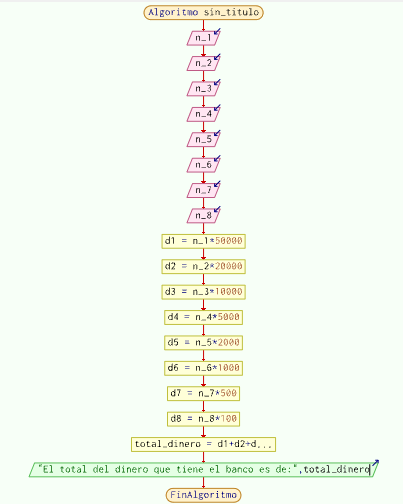 Algoritmo sin_titulo
n_1
n_2
n_3
n_4
n_5
n_6
n_7
n_8
d1 = n_1*50000
d2 = n_2*20000
d3 = n_3*10000
d4 = n_4*5000
d5 = n_5*2000
d6 = n_6*1000
d7 = n_7*500
d8 = n_8*100
total_dinero = d1+d2+d...
"El total del dinero que tiene el banco es de:",total_dinero
FinAlgoritmo